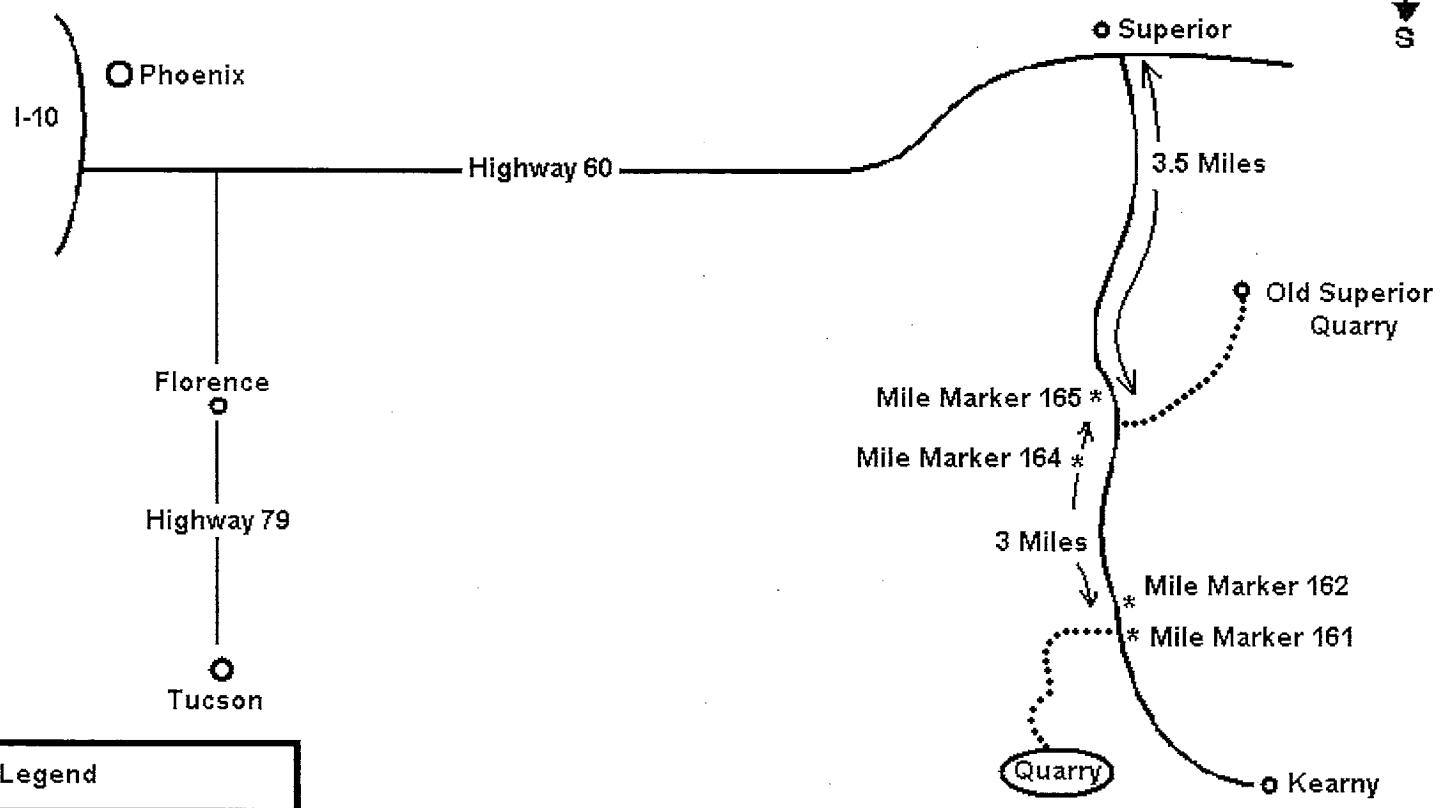 S
Superior
Phoenix
I-10
Highway 60
3.5 Miles
Old Superior
Quarry
Florence
Mile Marker 165 *
Mile Marker 164 *
Highway 79
3 Miles
* Mile Marker 162
* Mile Marker 161
Tucson
Legend
Quarry
Kearny